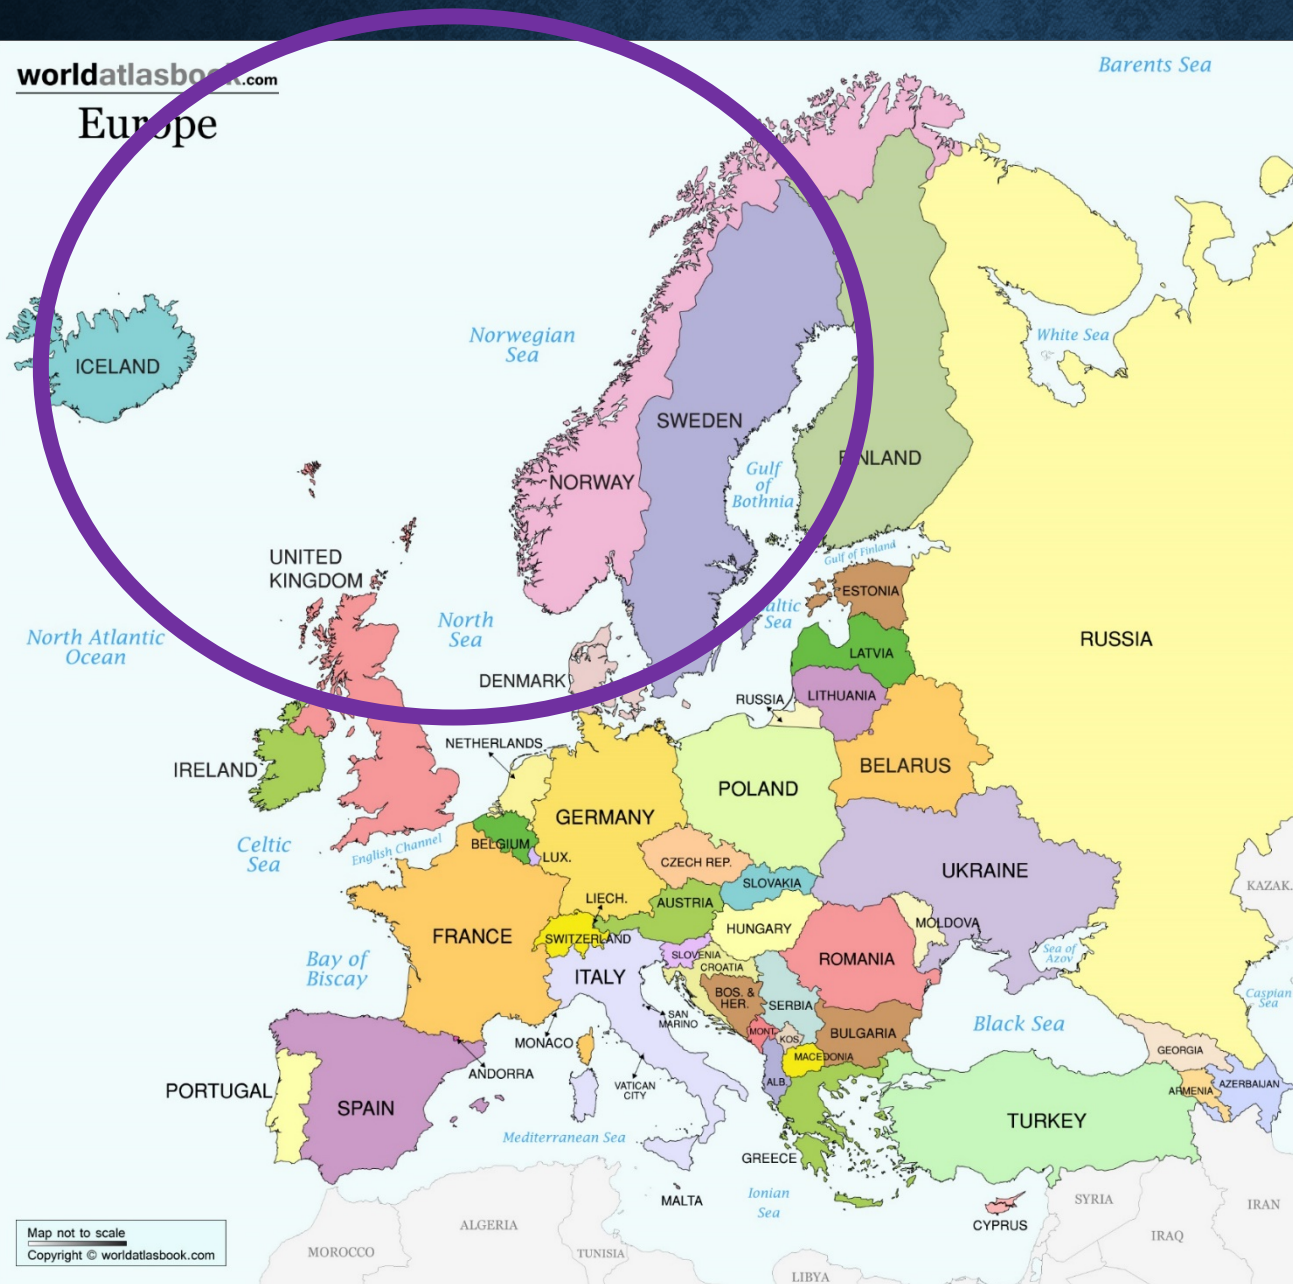 worldatlasbook.com
Europe
Barents Sea
Norwegian
Sea
White Sea
ICELAND
SWEDEN
NORWAY
FINLAND
Gulf
of
Bothnia
Gulf of Finland
UNITED
KINGDOM
ESTONIA
Baltic
Sea
North
Sea
North Atlantic
Ocean
RUSSIA
LATVIA
DENMARK
LITHUANIA
RUSSIA
NETHERLANDS
IRELAND
BELARUS
POLAND
GERMANY
Celtic
Sea
English Channel
BELGIUM
LUX.
CZECH REP.
UKRAINE
SLOVAKIA
KAZAK.
LIECH.
AUSTRIA
FRANCE
SWITZERLAND
HUNGARY
MOLDOVA
Bay of
Biscay
ITALY
SLOVENIA
CROATIA
ROMANIA
Sea of
Azov
BOS. &
HER.
SERBIA
Caspian
Sea
SAN
MARINO
MONT.
KOS.
BULGARIA
Black Sea
MONACO
MACEDONIA
GEORGIA
ANDORRA
VATICAN
CITY
ALB.
ARMENIA
AZERBAIJAN
PORTUGAL
SPAIN
TURKEY
Mediterranean Sea
GREECE
MALTA
Ionian
Sea
CYPRUS
SYRIA
IRAN
IRAQ
ALGERIA
MOROCCO
TUNISIA
LIBYA
Map not to scale
Copyright © worldatlasbook.com